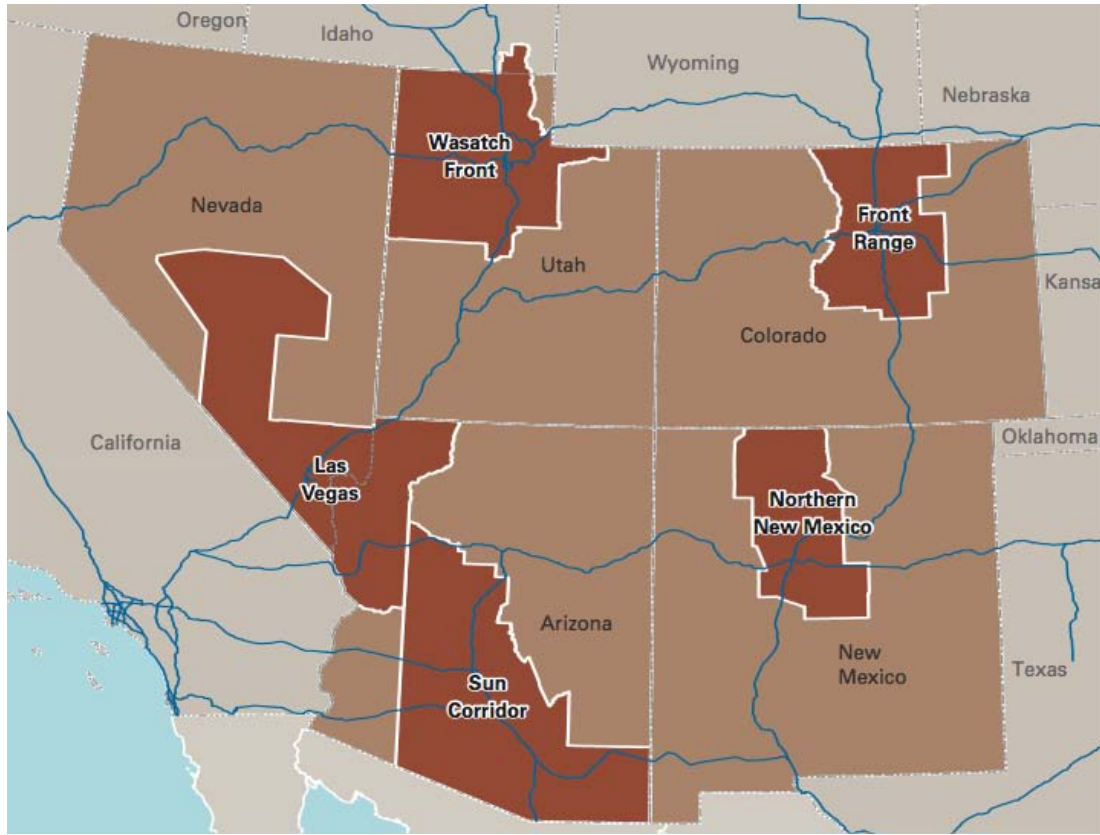 Oregon
Idaho
Wyoming
Nebraska
Wasatch
Front
Nevada
Front
Range
Utah
Kansa
Colorado
California
Oklahoma
Las
Vegas
Northern
New Mexico
Arizona
New
Mexico
Texas
Sun
Corridor